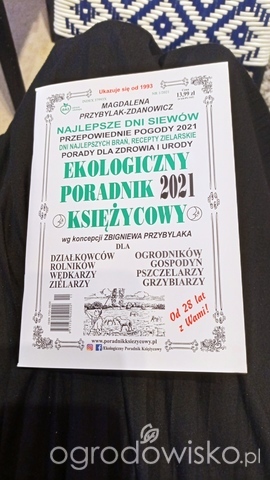 Ukazuje się od 1993
13,99 zł
MAGDALENA
PRZYBYLAK-ZDANOWICZ
NAJLEPSZE DNI SIEWÓW
PRZEPOWIEDNIE POGODY 2021
DNI NAJLEPSZYCH BRAŃ, RECEPTY ZIELARSKIE
PORADY DLA ZDROWIA I URODY
EKOLOGICZNY
PORADNIK 2021
KSIĘŻYCOWY
wg koncepcji ZBIGNIEWA PRZYBYLAKA
DLA
DZIAŁKOWCÓW
ROLNIKÓW
WĘDKARZY
ZIELARZY
OGRODNIKÓW
GOSPODYŃ
PSZCZELARZY
GRZYBIARZY
Od 28 lat
z Wami!
www.poradnikksiezycowy.pl
Ekologiczny Poradnik Księżycowy
ogrodowisko.pl